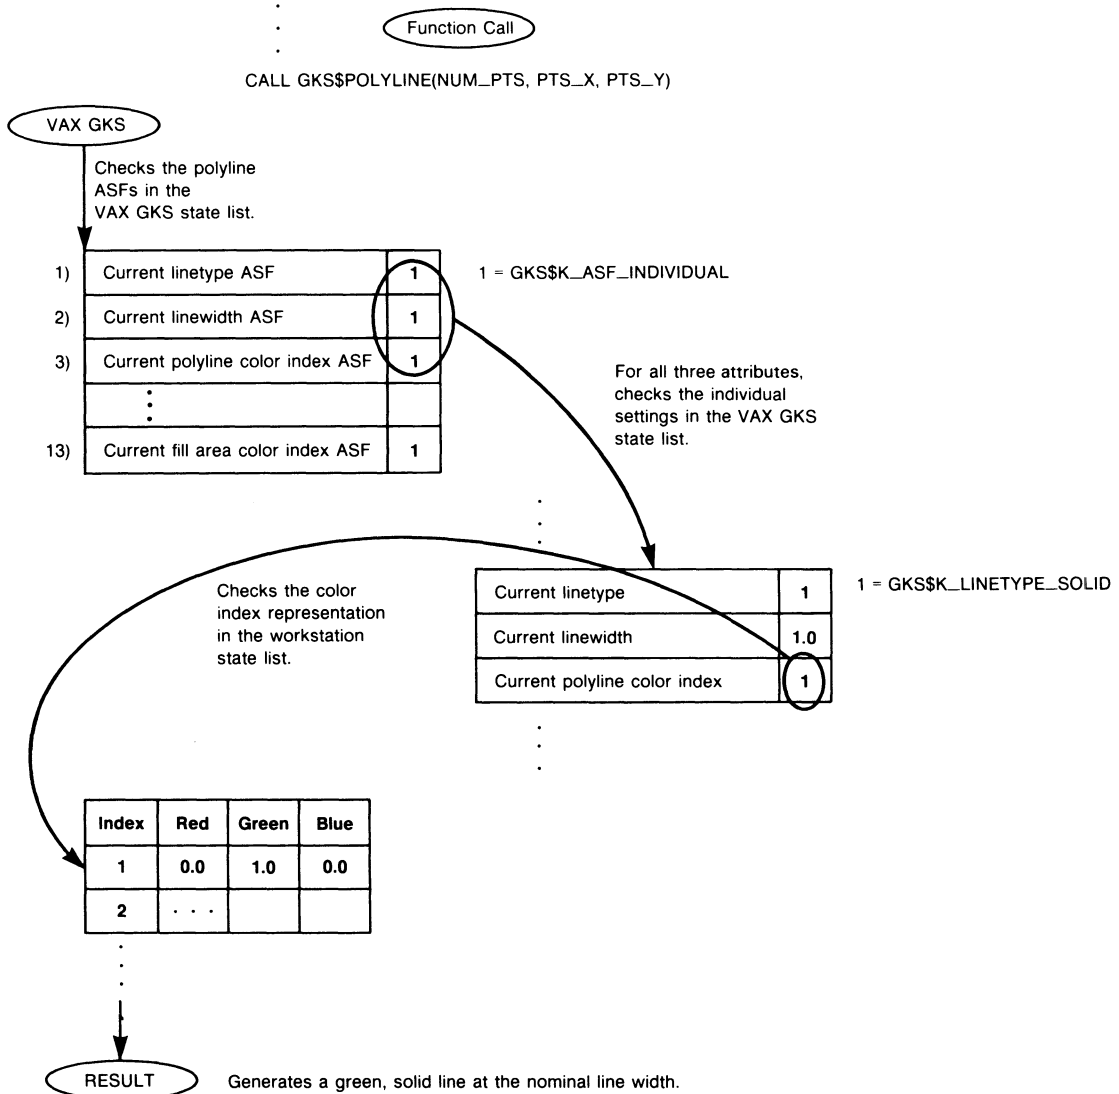 Function Call
CALL GKS$POLYLINE(NUM_PTS, PTS_X, PTS_Y)
VAX GKS
Checks the polyline
ASFs in the
VAX GKS state list.
1) Current linetype ASF 1 1 = GKS$K_ASF_INDIVIDUAL
2) Current linewidth ASF 1
3) Current polyline color index ASF 1
13) Current fill area color index ASF 1
For all three attributes,
checks the individual
settings in the VAX GKS
state list.
Current linetype 1 1 = GKS$K_LINETYPE_SOLID
Current linewidth 1.0
Current polyline color index 1
Checks the color
index representation
in the workstation
state list.
Index Red Green Blue
1 0.0 1.0 0.0
2 . . .
RESULT Generates a green, solid line at the nominal line width.